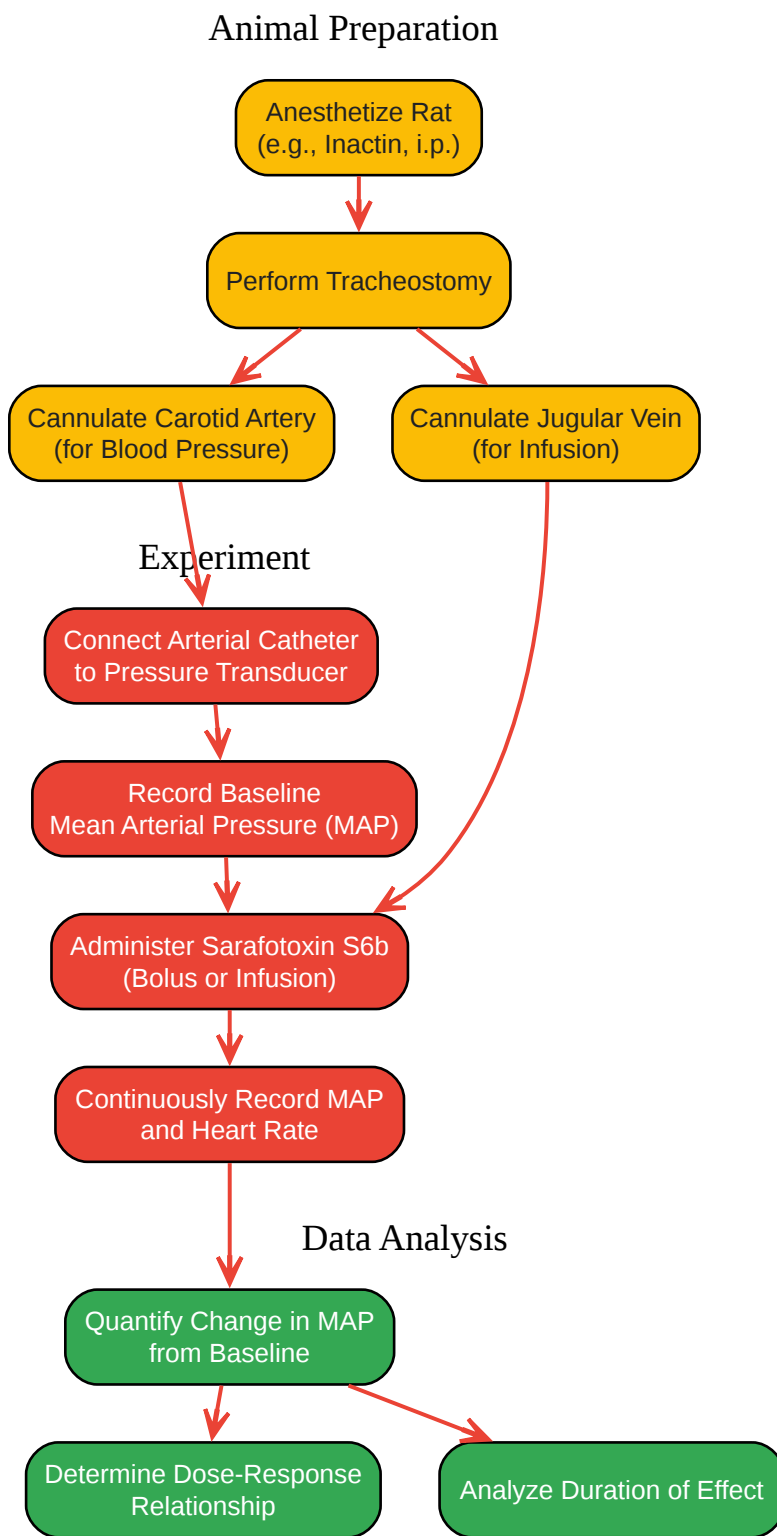 Animal Preparation
Anesthetize Rat
(e.g., Inactin, i.p.)
Perform Tracheostomy
Cannulate Carotid Artery
(for Blood Pressure)
Cannulate Jugular Vein
(for Infusion)
Experiment
Connect Arterial Catheter
to Pressure Transducer
Record Baseline
Mean Arterial Pressure (MAP)
Administer Sarafotoxin S6b
(Bolus or Infusion)
Continuously Record MAP
and Heart Rate
Data Analysis
Quantify Change in MAP
from Baseline
Determine Dose-Response
Relationship
Analyze Duration of Effect